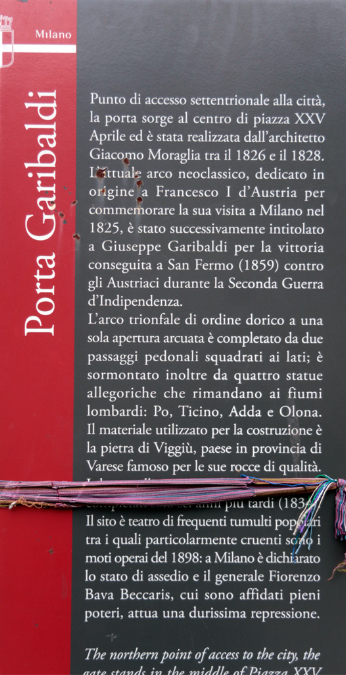 Milano
Porta Garibaldi
Punto di accesso settentrionale alla città,
la porta sorge al centro di piazza XXV
Aprile ed è stata realizzata dall'architetto
Giacomo Moraglia tra il 1826 e il 1828.
L'attuale arco neoclassico, dedicato in
origine a Francesco I d'Austria per
commemorare la sua visita a Milano nel
1825, è stato successivamente intitolato
a Giuseppe Garibaldi per la vittoria
conseguita a San Fermo (1859) contro
gli Austriaci durante la Seconda Guerra
d'Indipendenza.
L'arco trionfale di ordine dorico a una
sola apertura arcuata è completato da due
passaggi pedonali squadrati ai lati; è
sormontato inoltre da quattro statue
allegoriche che rimandano ai fiumi
lombardi: Po, Ticino, Adda e Olona.
Il materiale utilizzato per la costruzione è
la pietra di Viggiù, paese in provincia di
Varese famoso per le sue rocce di qualità.
anni più tardi
Il sito è teatro di frequenti tumulti popolari
tra i quali particolarmente cruenti sono i
moti operai del 1898: a Milano è dichiarato
lo stato di assedio e il generale Fiorenzo
Bava Beccaris, cui sono affidati pieni
poteri, attua una durissima repressione.
The northern point of access to the city, the
gate stands in the middle of Piazza XXV